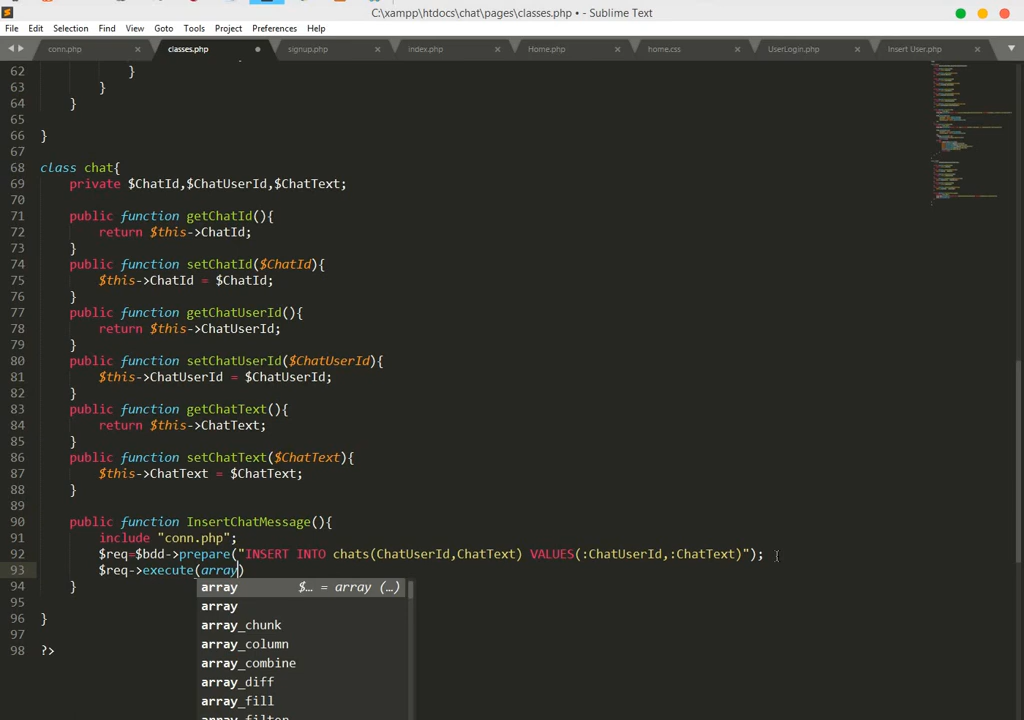 C:\xampp\htdocs\chat\pages\classes.php • - Sublime Text
File Edit Selection Find View Goto Tools Project Preferences Help
conn.php × classes.php • signup.php × index.php × Home.php × home.css × UserLogin.php × Insert User.php ×
62 }
63 }
64 }
65
66 }
67
68 class chat{
69 private $ChatId,$ChatUserId,$ChatText;
70
71 public function getChatId(){
72 return $this->ChatId;
73 }
74 public function setChatId($ChatId){
75 $this->ChatId = $ChatId;
76 }
77 public function getChatUserId(){
78 return $this->ChatUserId;
79 }
80 public function setChatUserId($ChatUserId){
81 $this->ChatUserId = $ChatUserId;
82 }
83 public function getChatText(){
84 return $this->ChatText;
85 }
86 public function setChatText($ChatText){
87 $this->ChatText = $ChatText;
88 }
89
90 public function InsertChatMessage(){
91 include "conn.php";
92 $req=$bdd->prepare("INSERT INTO chats(ChatUserId,ChatText) VALUES(:ChatUserId,:ChatText)");
93 $req->execute(array)
array $… = array (…)
94 }
array
95
array_chunk
96 }
array_column
97
array_combine
98 ?>
array_diff
array_fill
array_filter